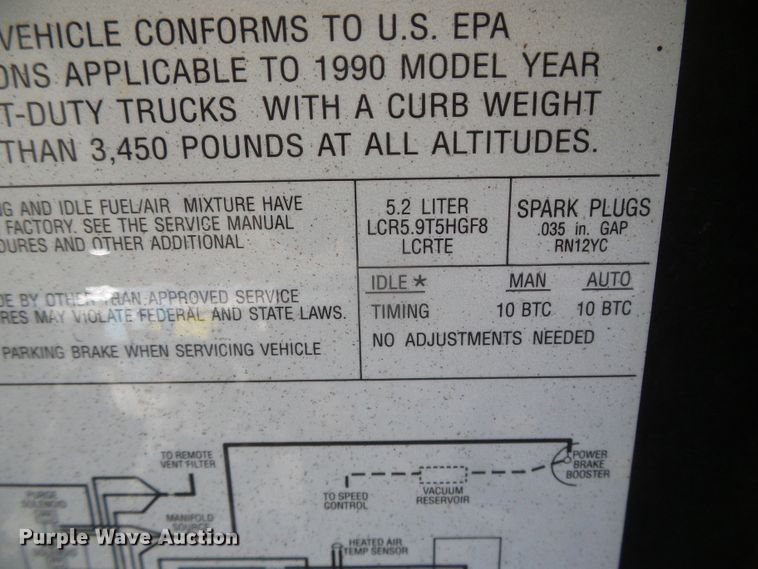 VEHICLE CONFORMS TO U.S. EPA
ONS APPLICABLE TO 1990 MODEL YEAR
T-DUTY TRUCKS WITH A CURB WEIGHT
THAN 3,450 POUNDS AT ALL ALTITUDES.
NG AND IDLE FUEL/AIR MIXTURE HAVE
FACTORY. SEE THE SERVICE MANUAL
DURES AND OTHER ADDITIONAL
DE BY OTHER THAN APPROVED SERVICE
RES MAY VIOLATE FEDERAL AND STATE LAWS.
PARKING BRAKE WHEN SERVICING VEHICLE
5.2 LITER
LCR5.9T5HGF8
LCRTE
SPARK PLUGS
.035 in. GAP
RN12YC
IDLE * MAN AUTO
TIMING 10 BTC 10 BTC
NO ADJUSTMENTS NEEDED
TO REMOTE
VENT FILTER
POWER
BRAKE
BOOSTER
TO SPEED
CONTROL
VACUUM
RESERVOIR
PURGE
SOLENOID
MANIFOLD
SOURCE
HEATED AIR
TEMP SENSOR
Purple Wave Auction